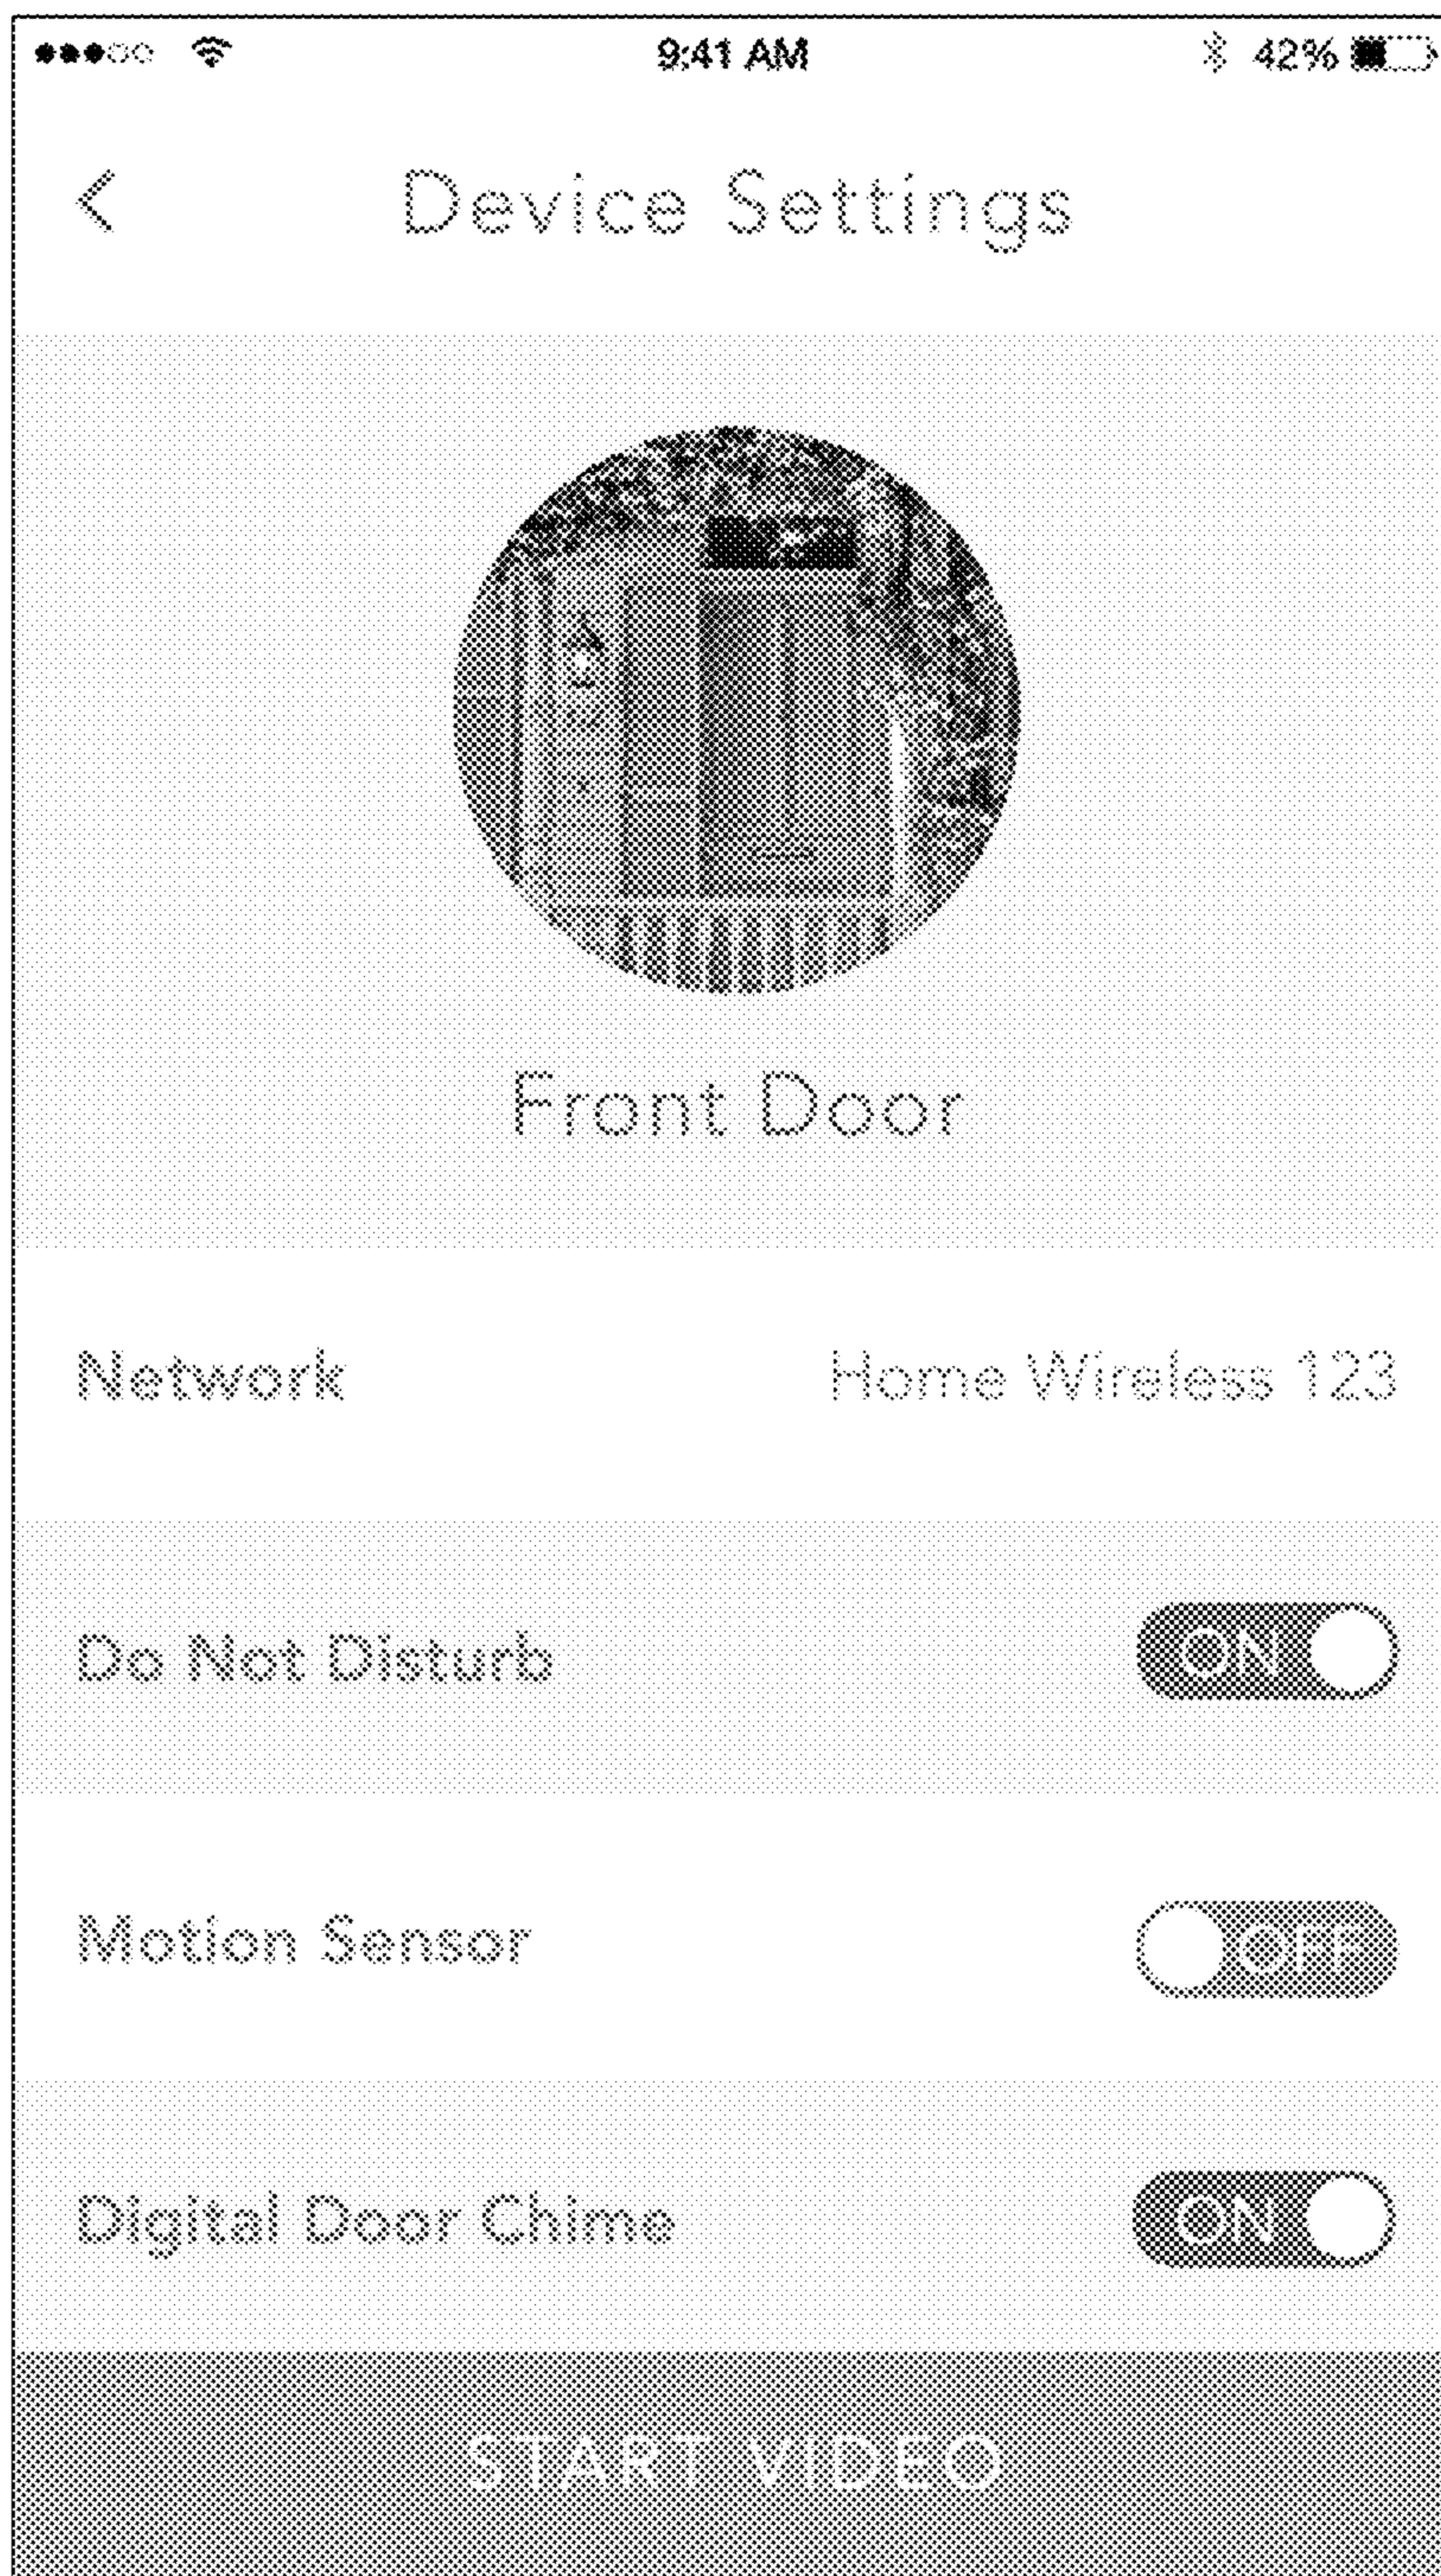 9:41 AM 42%
Device Settings
Front Door
Network Home Wireless 123
Do Not Disturb ON
Motion Sensor OFF
Digital Door Chime ON
START VIDEO